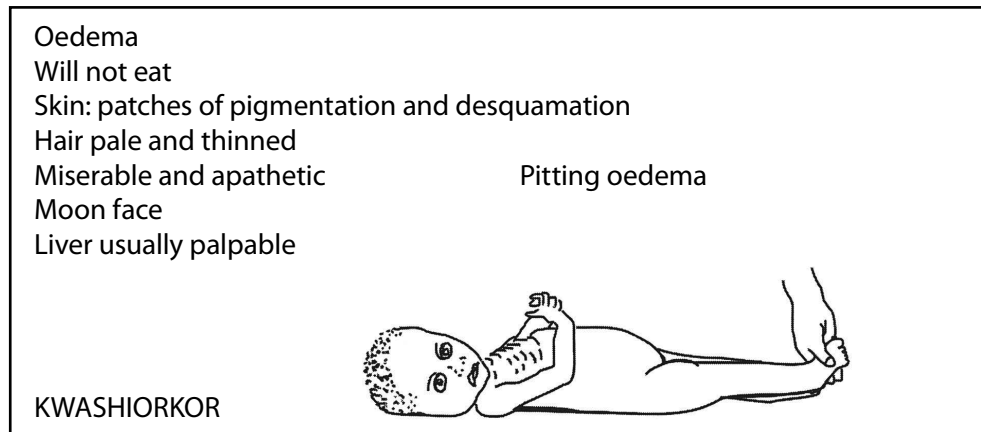 Oedema
Will not eat
Skin: patches of pigmentation and desquamation
Hair pale and thinned
Miserable and apathetic
Pitting oedema
Moon face
Liver usually palpable
KWASHIORKOR